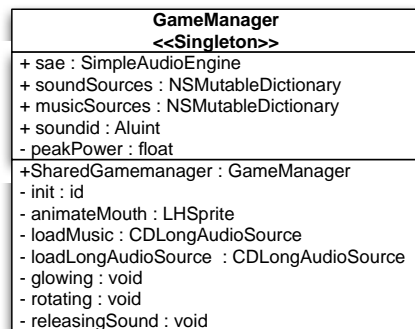 GameManager
<<Singleton>>
+ sae : SimpleAudioEngine
+ soundSources : NSMutableDictionary
+ musicSources : NSMutableDictionary
+ soundid : Aluint
- peakPower : float
+SharedGamemanager : GameManager
- init : id
- animateMouth : LHSprite
- loadMusic : CDLongAudioSource
- loadLongAudioSource : CDLongAudioSource
- glowing : void
- rotating : void
- releasingSound : void